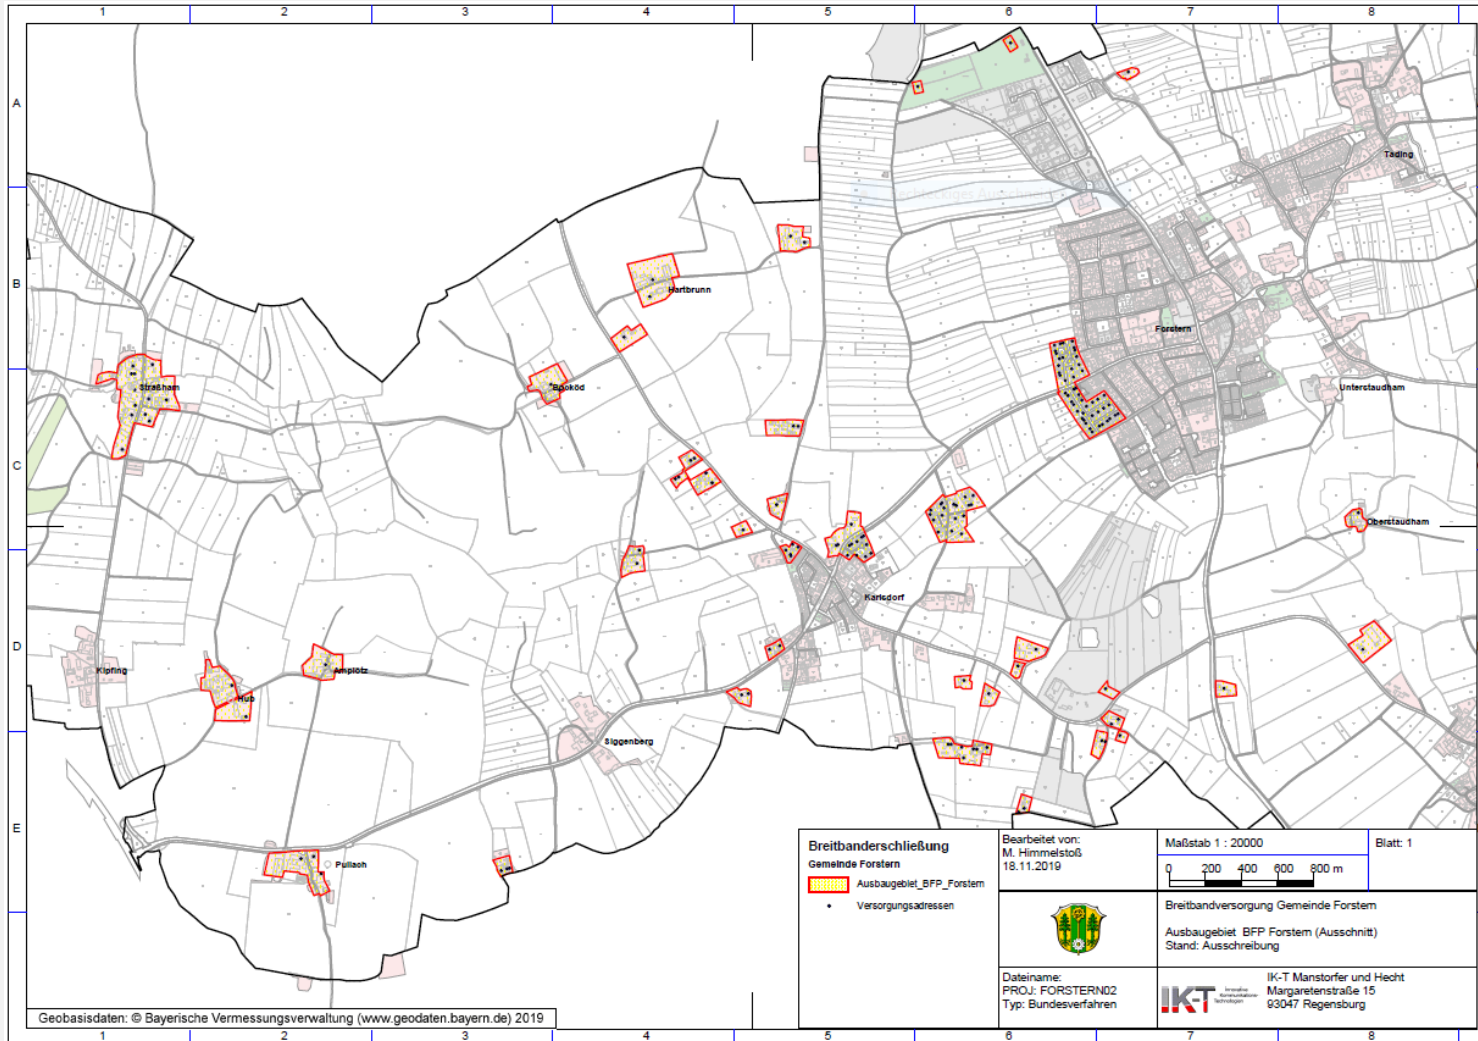 1 2 3 4 5 6 7 8
A
Tading
B
Hartbrunn
Forstern
Straßham
Unterstaudham
C
Oberstaudham
Karlsdorf
D
Kipfing
Amplötz
Hub
Siggenberg
E
Pullach
Breitbanderschließung
Gemeinde Forstern
Ausbaugebiet_BFP_Forstern
Versorgungsadressen
Bearbeitet von:
M. Himmelstoß
18.11.2019
Maßstab 1 : 20000
0 200 400 600 800 m
Blatt: 1
Breitbandversorgung Gemeinde Forstern
Ausbaugebiet BFP Forstern (Ausschnitt)
Stand: Ausschreibung
Dateiname:
PROJ: FORSTERN02
Typ: Bundesverfahren
IK-T
Innovative
Kommunikations-
Technologien
IK-T Manstorfer und Hecht
Margaretenstraße 15
93047 Regensburg
Geobasisdaten: © Bayerische Vermessungsverwaltung (www.geodaten.bayern.de) 2019
1 2 3 4 5 6 7 8